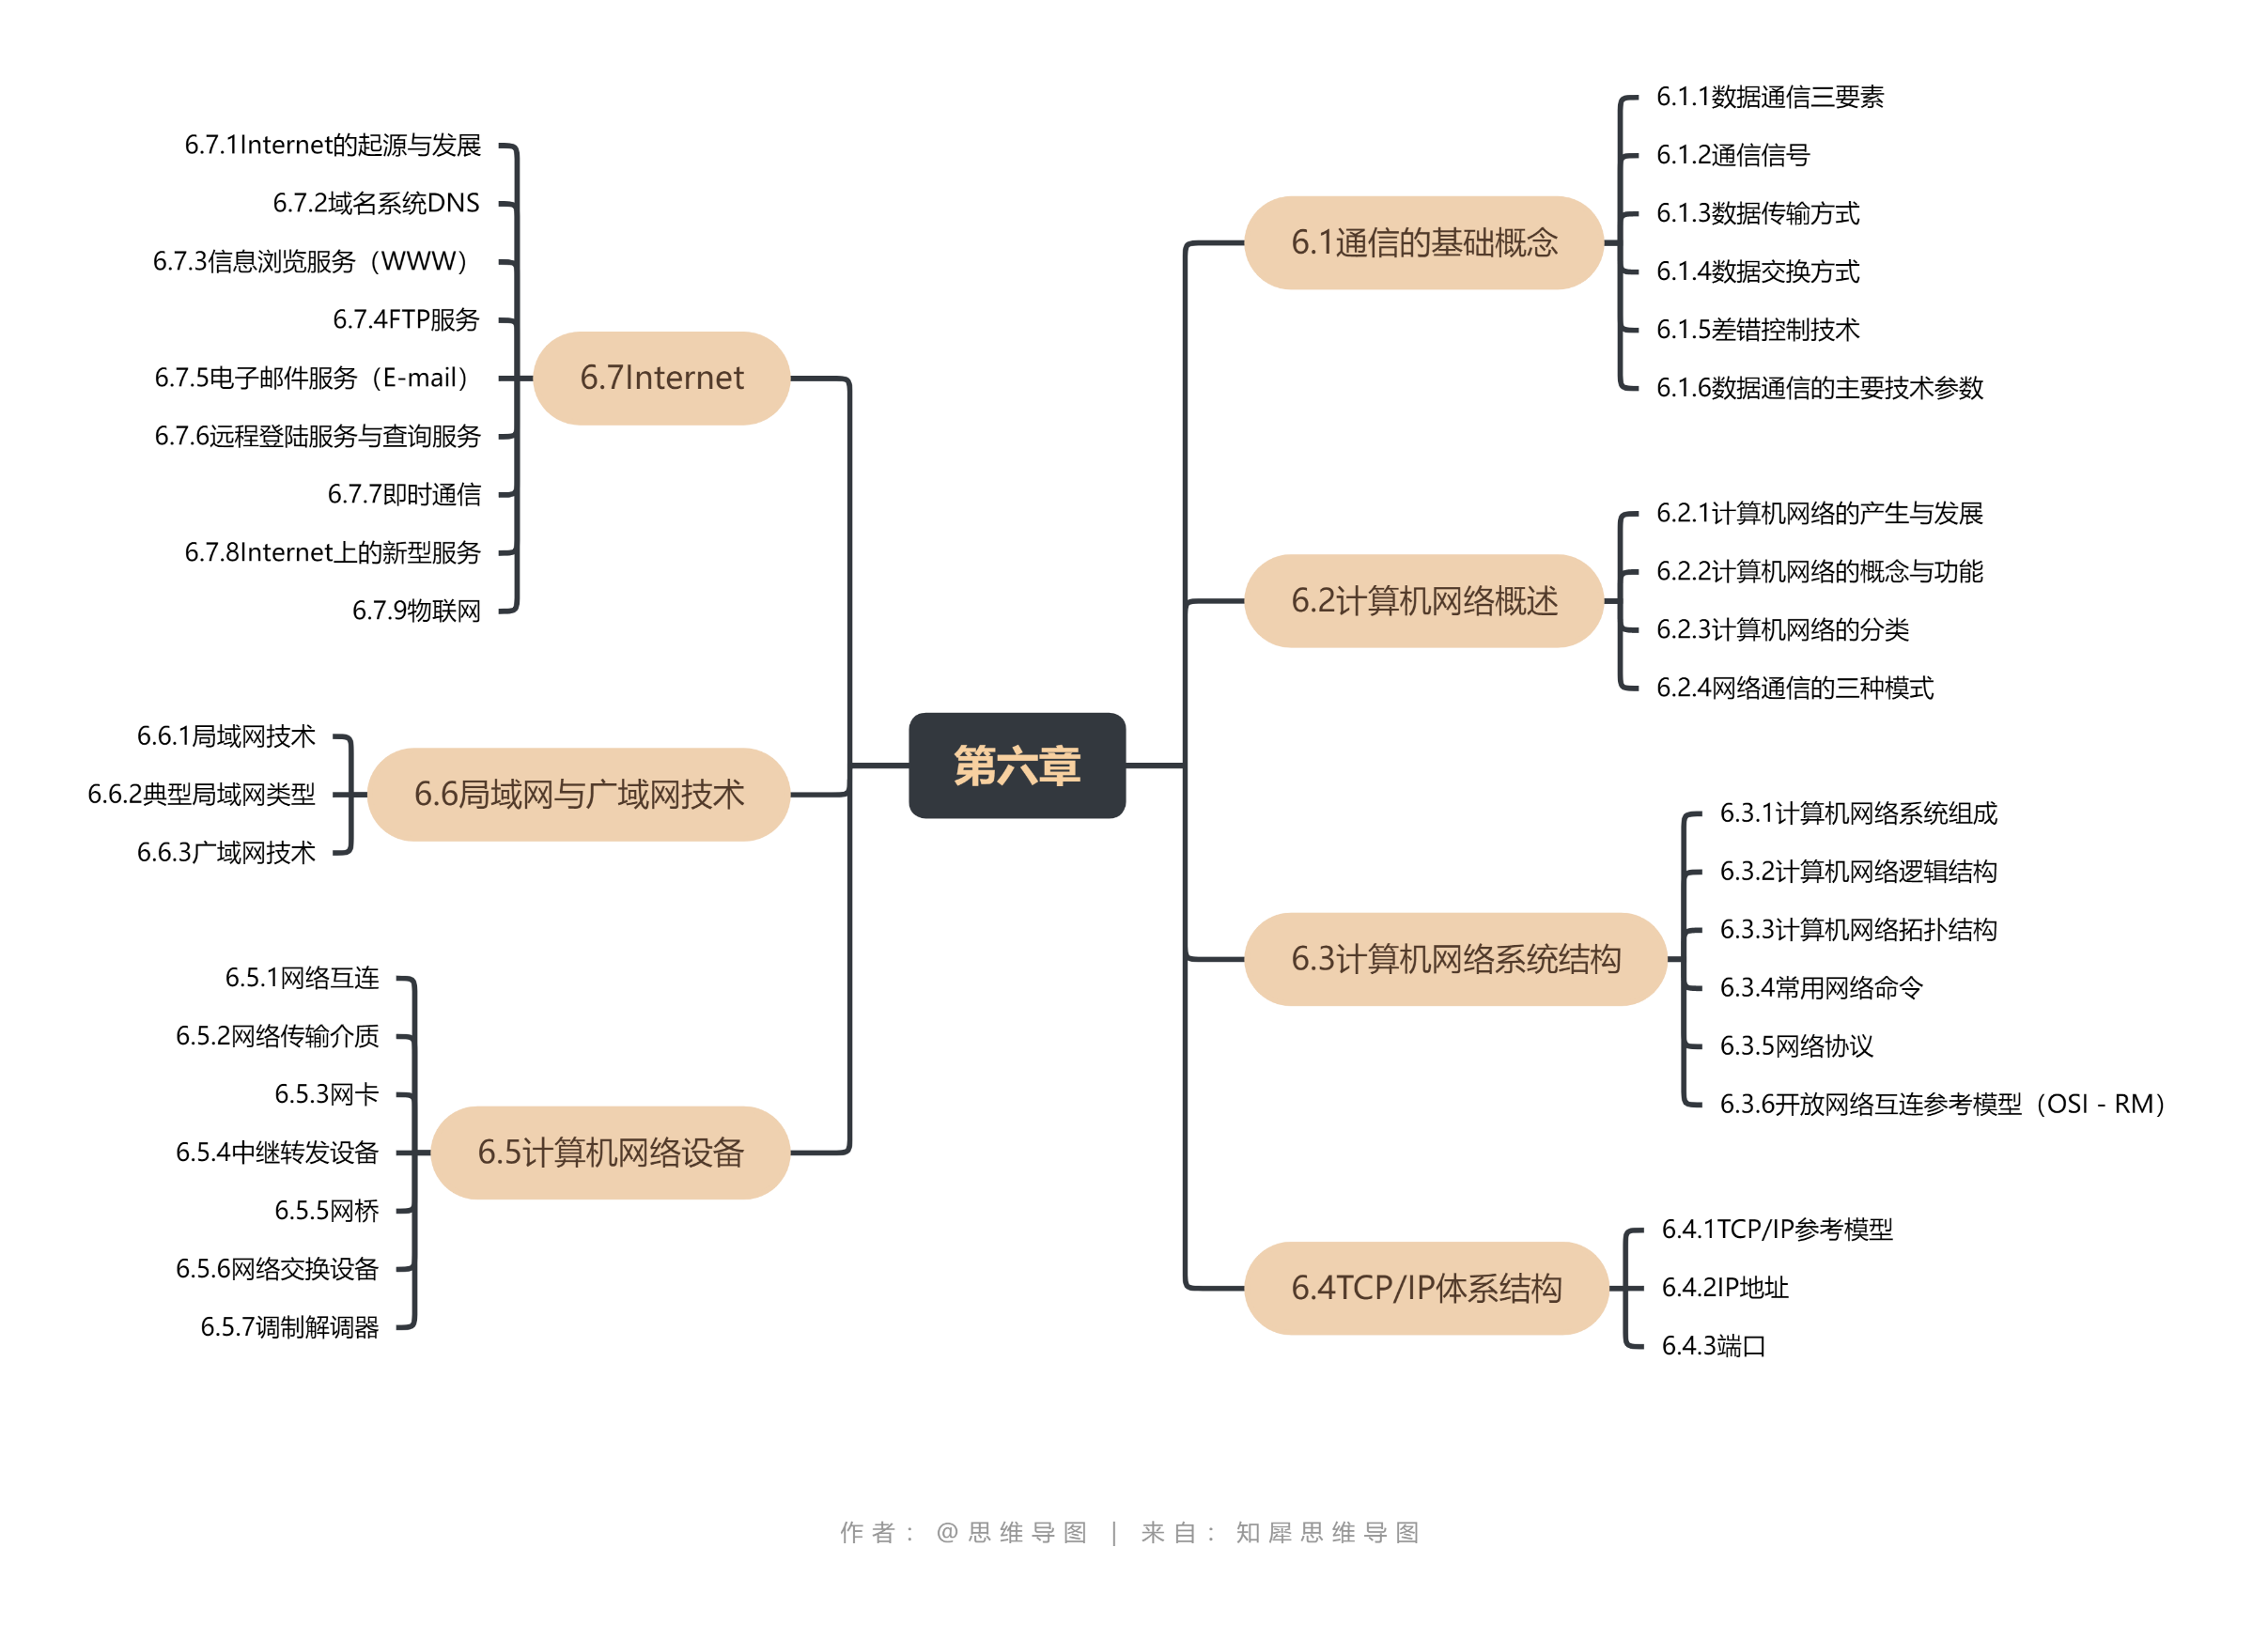 第六章
6.1通信的基础概念
6.1.1数据通信三要素
6.1.2通信信号
6.1.3数据传输方式
6.1.4数据交换方式
6.1.5差错控制技术
6.1.6数据通信的主要技术参数
6.2计算机网络概述
6.2.1计算机网络的产生与发展
6.2.2计算机网络的概念与功能
6.2.3计算机网络的分类
6.2.4网络通信的三种模式
6.3计算机网络系统结构
6.3.1计算机网络系统组成
6.3.2计算机网络逻辑结构
6.3.3计算机网络拓扑结构
6.3.4常用网络命令
6.3.5网络协议
6.3.6开放网络互连参考模型（OSI - RM）
6.4TCP/IP体系结构
6.4.1TCP/IP参考模型
6.4.2IP地址
6.4.3端口
6.5计算机网络设备
6.5.1网络互连
6.5.2网络传输介质
6.5.3网卡
6.5.4中继转发设备
6.5.5网桥
6.5.6网络交换设备
6.5.7调制解调器
6.6局域网与广域网技术
6.6.1局域网技术
6.6.2典型局域网类型
6.6.3广域网技术
6.7Internet
6.7.1Internet的起源与发展
6.7.2域名系统DNS
6.7.3信息浏览服务（WWW）
6.7.4FTP服务
6.7.5电子邮件服务（E-mail）
6.7.6远程登陆服务与查询服务
6.7.7即时通信
6.7.8Internet上的新型服务
6.7.9物联网
作者：@思维导图 | 来自：知犀思维导图